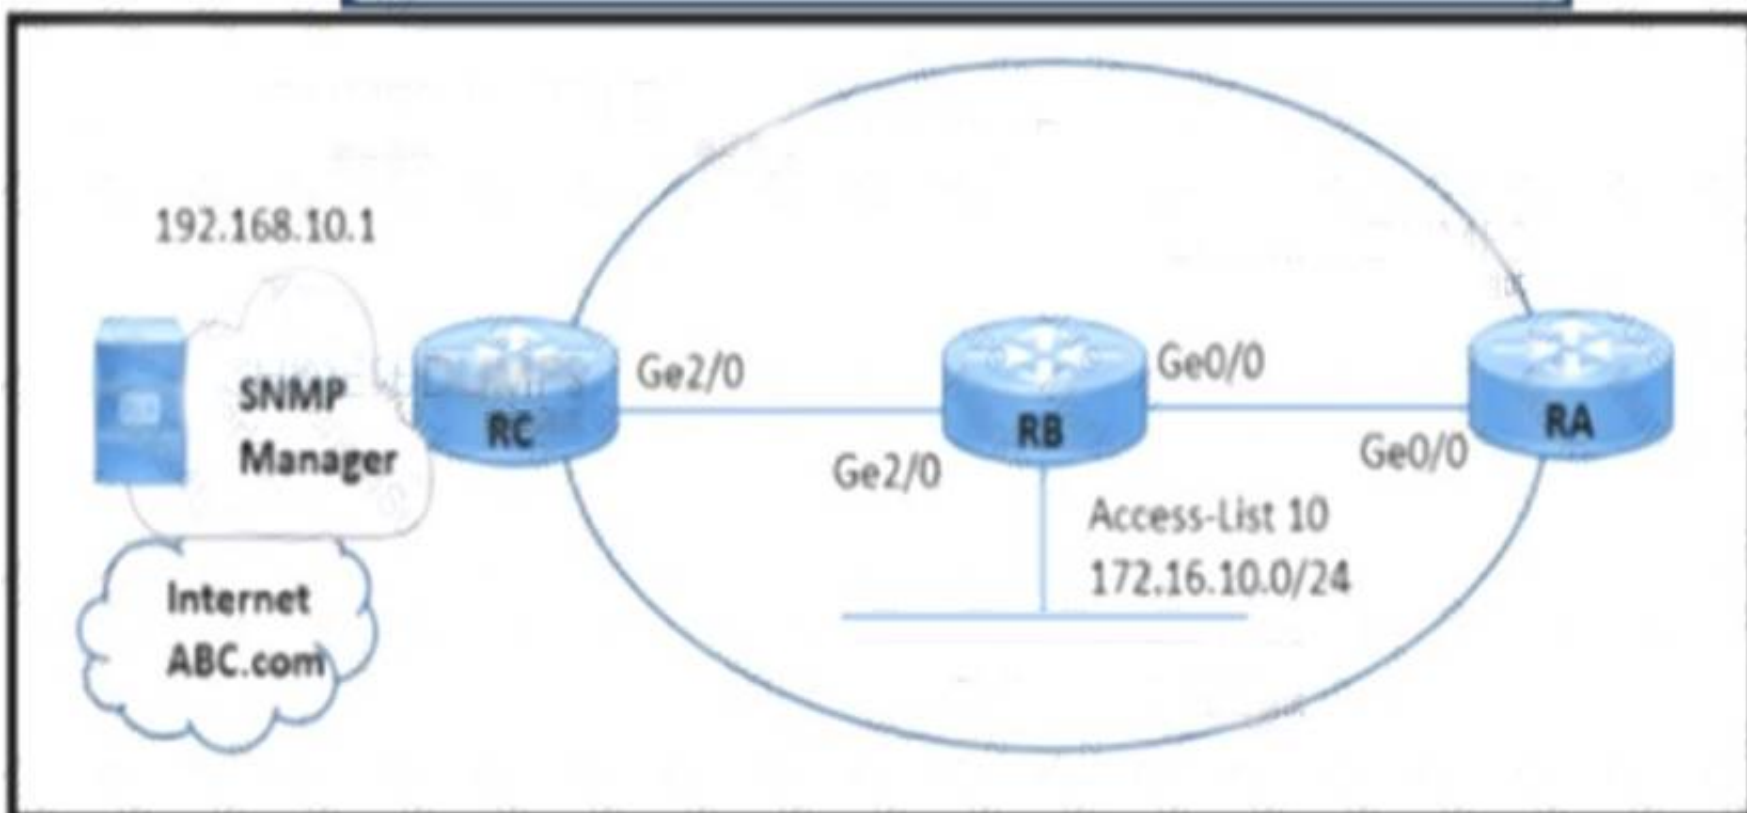 192.168.10.1
SNMP
Manager
RC
Ge2/0
Ge2/0
RB
Ge0/0
Ge0/0
RA
Access-List 10
172.16.10.0/24
Internet
ABC.com